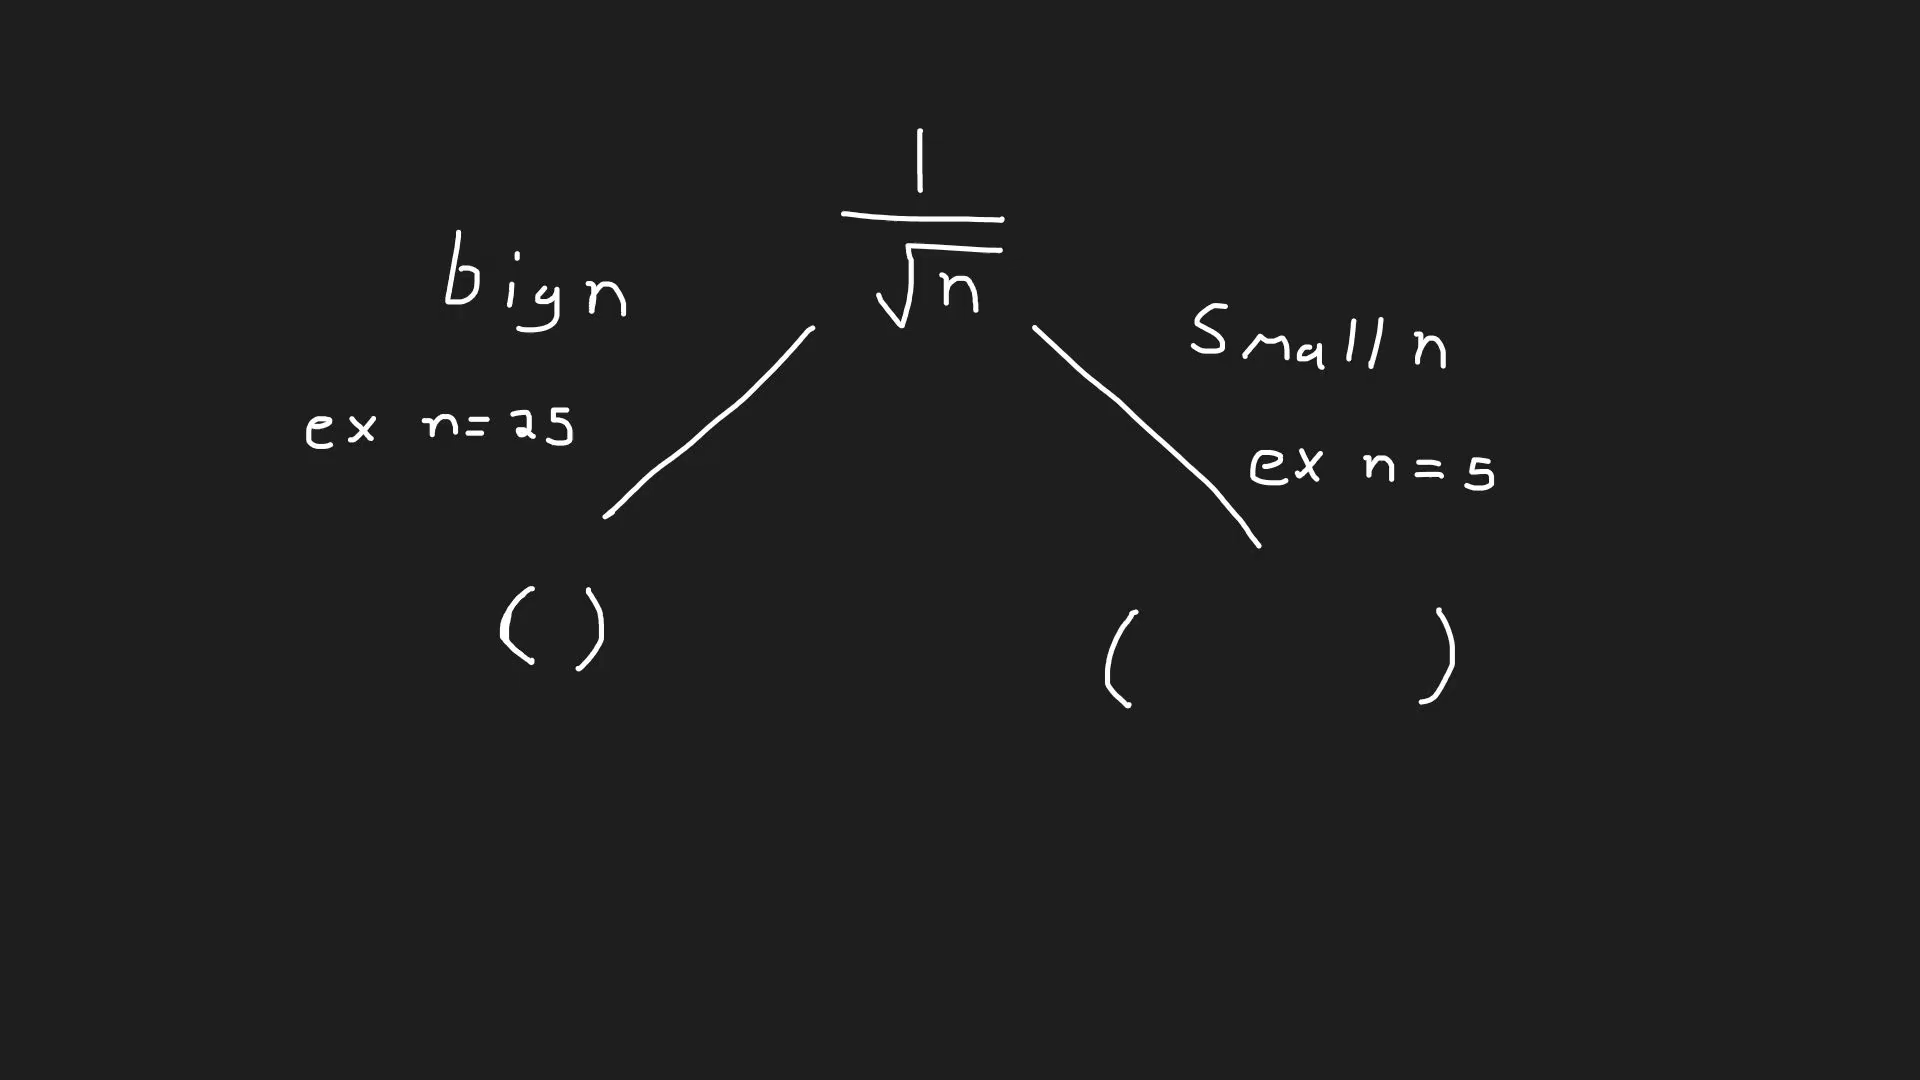 1
√n
big n
small n
ex n=25
ex n=5
( )
( )